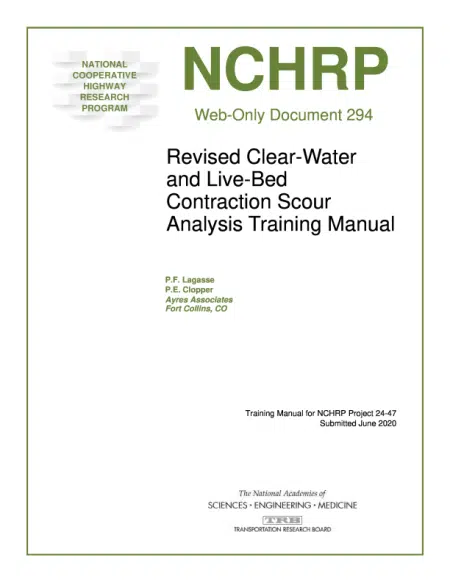 NATIONAL
COOPERATIVE
HIGHWAY
RESEARCH
PROGRAM
NCHRP
Web-Only Document 294
Revised Clear-Water
and Live-Bed
Contraction Scour
Analysis Training Manual
P.F. Lagasse
P.E. Clopper
Ayres Associates
Fort Collins, CO
Training Manual for NCHRP Project 24-47
Submitted June 2020
The National Academies of
SCIENCES • ENGINEERING • MEDICINE
TRB
TRANSPORTATION RESEARCH BOARD